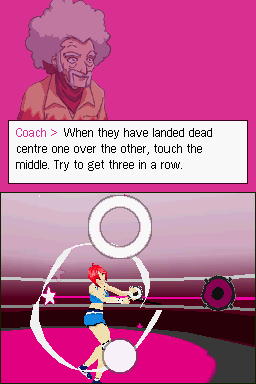 Coach > When they have landed dead
centre one over the other, touch the
middle. Try to get three in a row.